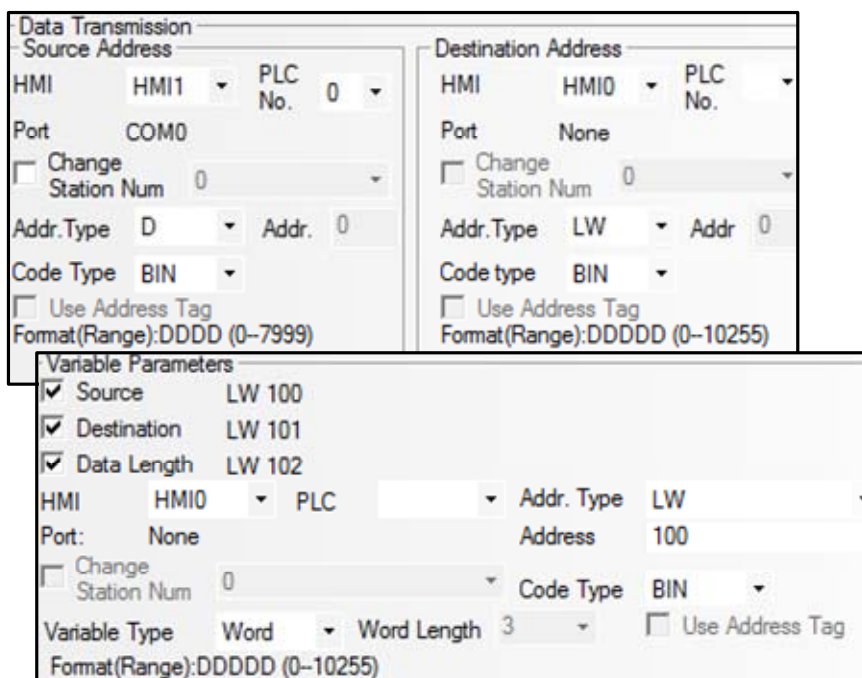 Data Transmission
Source Address
HMI HMI1 PLC No. 0
Port COM0
Change Station Num 0
Addr.Type D Addr. 0
Code Type BIN
Use Address Tag
Format(Range):DDDD (0--7999)
Destination Address
HMI HMI0 PLC No.
Port None
Change Station Num 0
Addr.Type LW Addr 0
Code type BIN
Use Address Tag
Format(Range):DDDDD (0--10255)
Variable Parameters
Source LW 100
Destination LW 101
Data Length LW 102
HMI HMI0 PLC Addr. Type LW
Port: None Address 100
Change Station Num 0 Code Type BIN
Variable Type Word Word Length 3 Use Address Tag
Format(Range):DDDDD (0--10255)